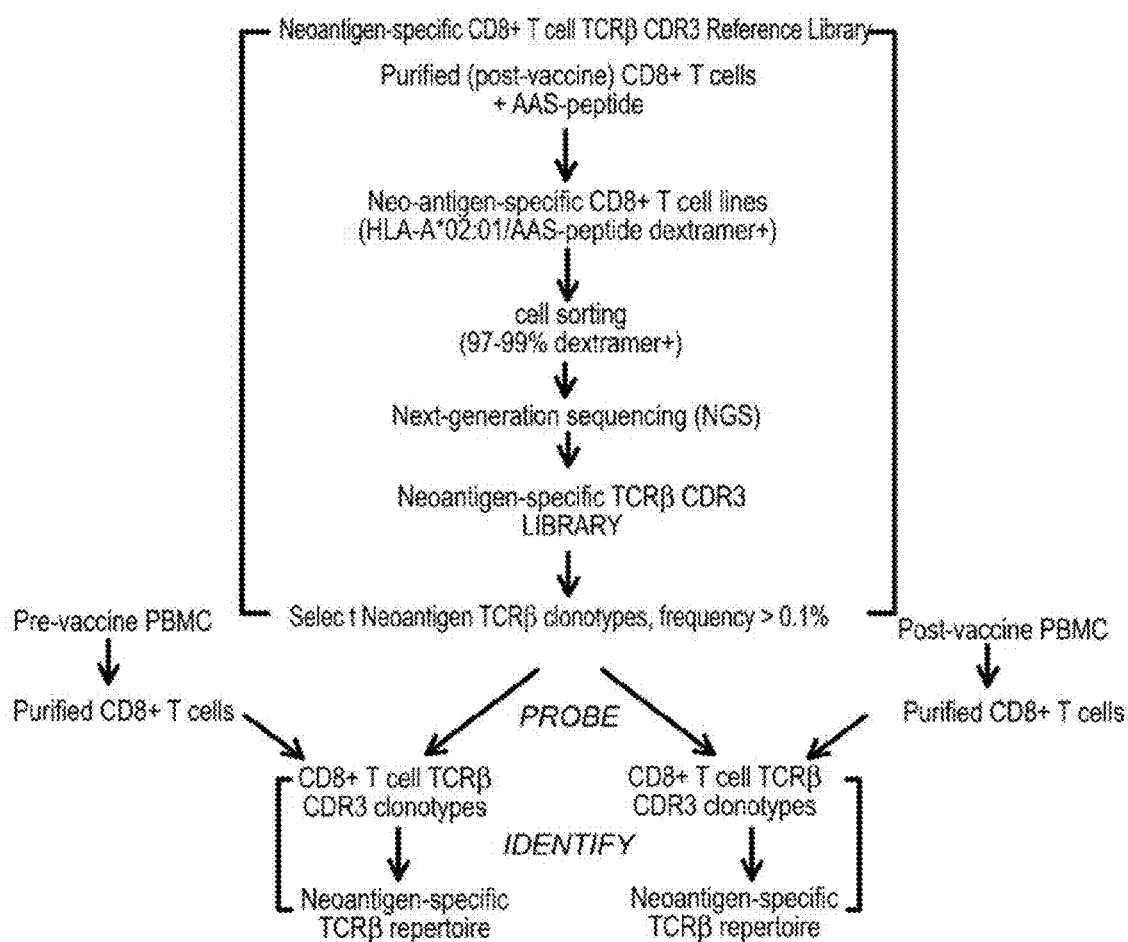 Neoantigen-specific CD8+ T cell TCRβ CDR3 Reference Library
Purified (post-vaccine) CD8+ T cells
+ AAS-peptide
Neo-antigen-specific CD8+ T cell lines
(HLA-A*02:01/AAS-peptide dextramer+)
cell sorting
(97-99% dextramer+)
Next-generation sequencing (NGS)
Neoantigen-specific TCRβ CDR3
LIBRARY
Selec t Neoantigen TCRβ clonotypes, frequency > 0.1%
Pre-vaccine PBMC
Post-vaccine PBMC
Purified CD8+ T cells
PROBE
Purified CD8+ T cells
CD8+ T cell TCRβ
CDR3 clonotypes
CD8+ T cell TCRβ
CDR3 clonotypes
IDENTIFY
Neoantigen-specific
TCRβ repertoire
Neoantigen-specific
TCRβ repertoire